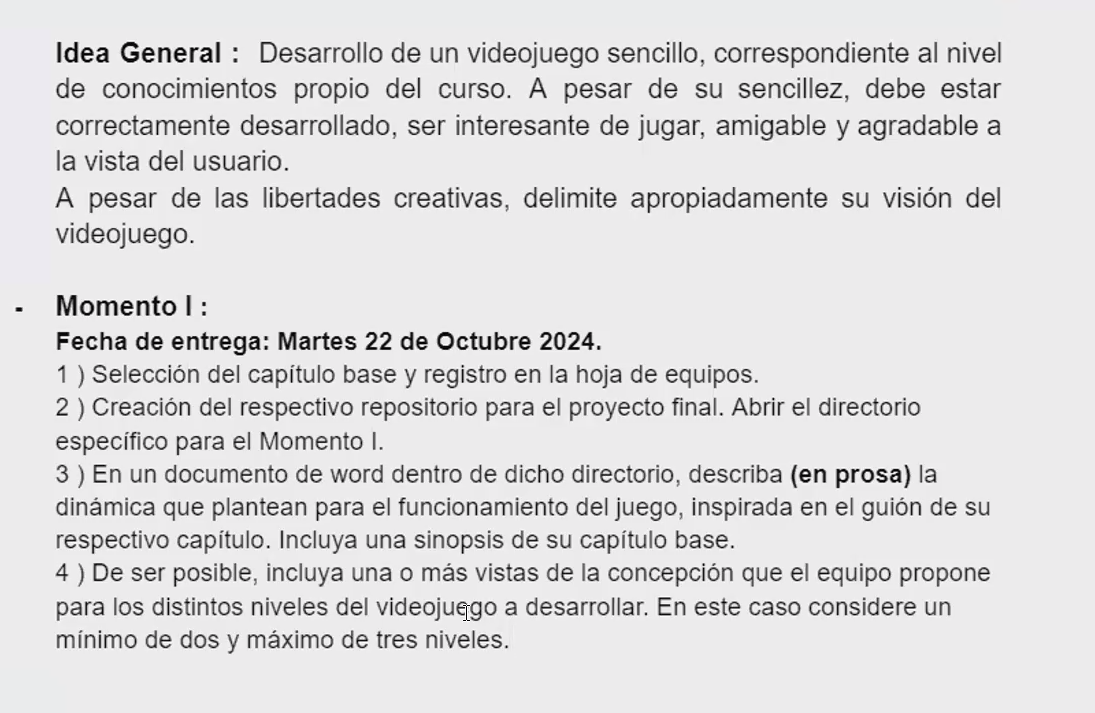 Idea General : Desarrollo de un videojuego sencillo, correspondiente al nivel
de conocimientos propio del curso. A pesar de su sencillez, debe estar
correctamente desarrollado, ser interesante de jugar, amigable y agradable a
la vista del usuario.
A pesar de las libertades creativas, delimite apropiadamente su visión del
videojuego.
- Momento I :
Fecha de entrega: Martes 22 de Octubre 2024.
1 ) Selección del capítulo base y registro en la hoja de equipos.
2 ) Creación del respectivo repositorio para el proyecto final. Abrir el directorio
específico para el Momento I.
3 ) En un documento de word dentro de dicho directorio, describa (en prosa) la
dinámica que plantean para el funcionamiento del juego, inspirada en el guión de su
respectivo capítulo. Incluya una sinopsis de su capítulo base.
4 ) De ser posible, incluya una o más vistas de la concepción que el equipo propone
para los distintos niveles del videojuego a desarrollar. En este caso considere un
mínimo de dos y máximo de tres niveles.